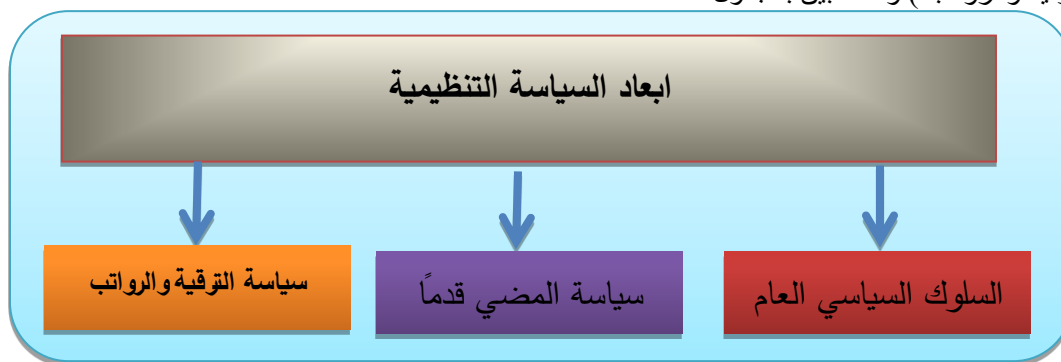 ابعاد السياسة التنظيمية
السلوك السياسي العام
سياسة المضي قدماً
سياسة الترقية والرواتب